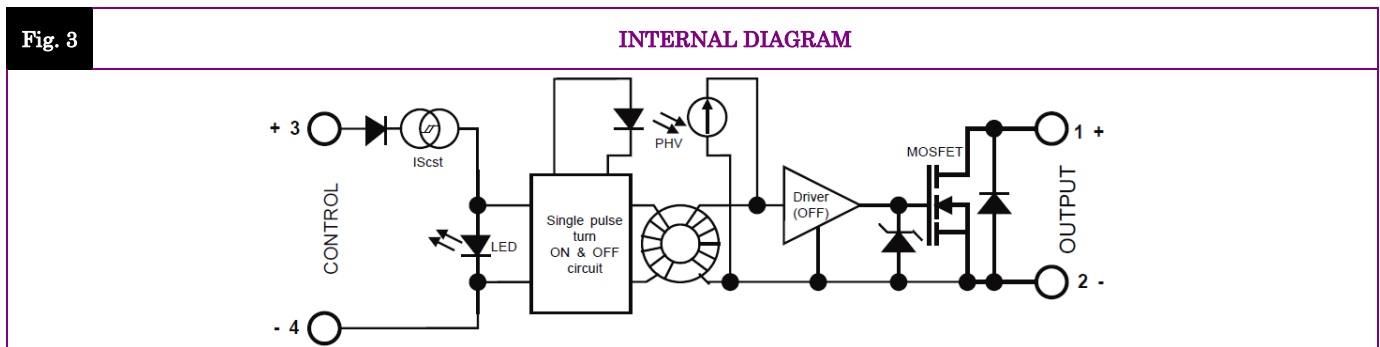 Fig. 3
INTERNAL DIAGRAM
+ 3
IScst
PHV
MOSFET
1 +
CONTROL
LED
Single pulse
turn
ON & OFF
circuit
Driver
(OFF)
OUTPUT
2 -
- 4